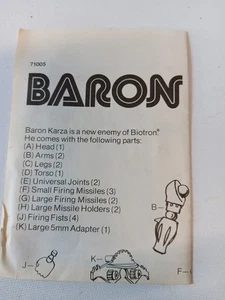 71005
BARON
Baron Karza is a new enemy of Biotron®
He comes with the following parts:
(A) Head (1)
(B) Arms (2)
(C) Legs (2)
(D) Torso (1)
(E) Universal Joints (2)
(F) Small Firing Missiles (3)
(G) Large Firing Missiles (2)
(H) Large Missile Holders (2)
(J) Firing Fists (4)
(K) Large 5mm Adapter (1)
B
K
J
F